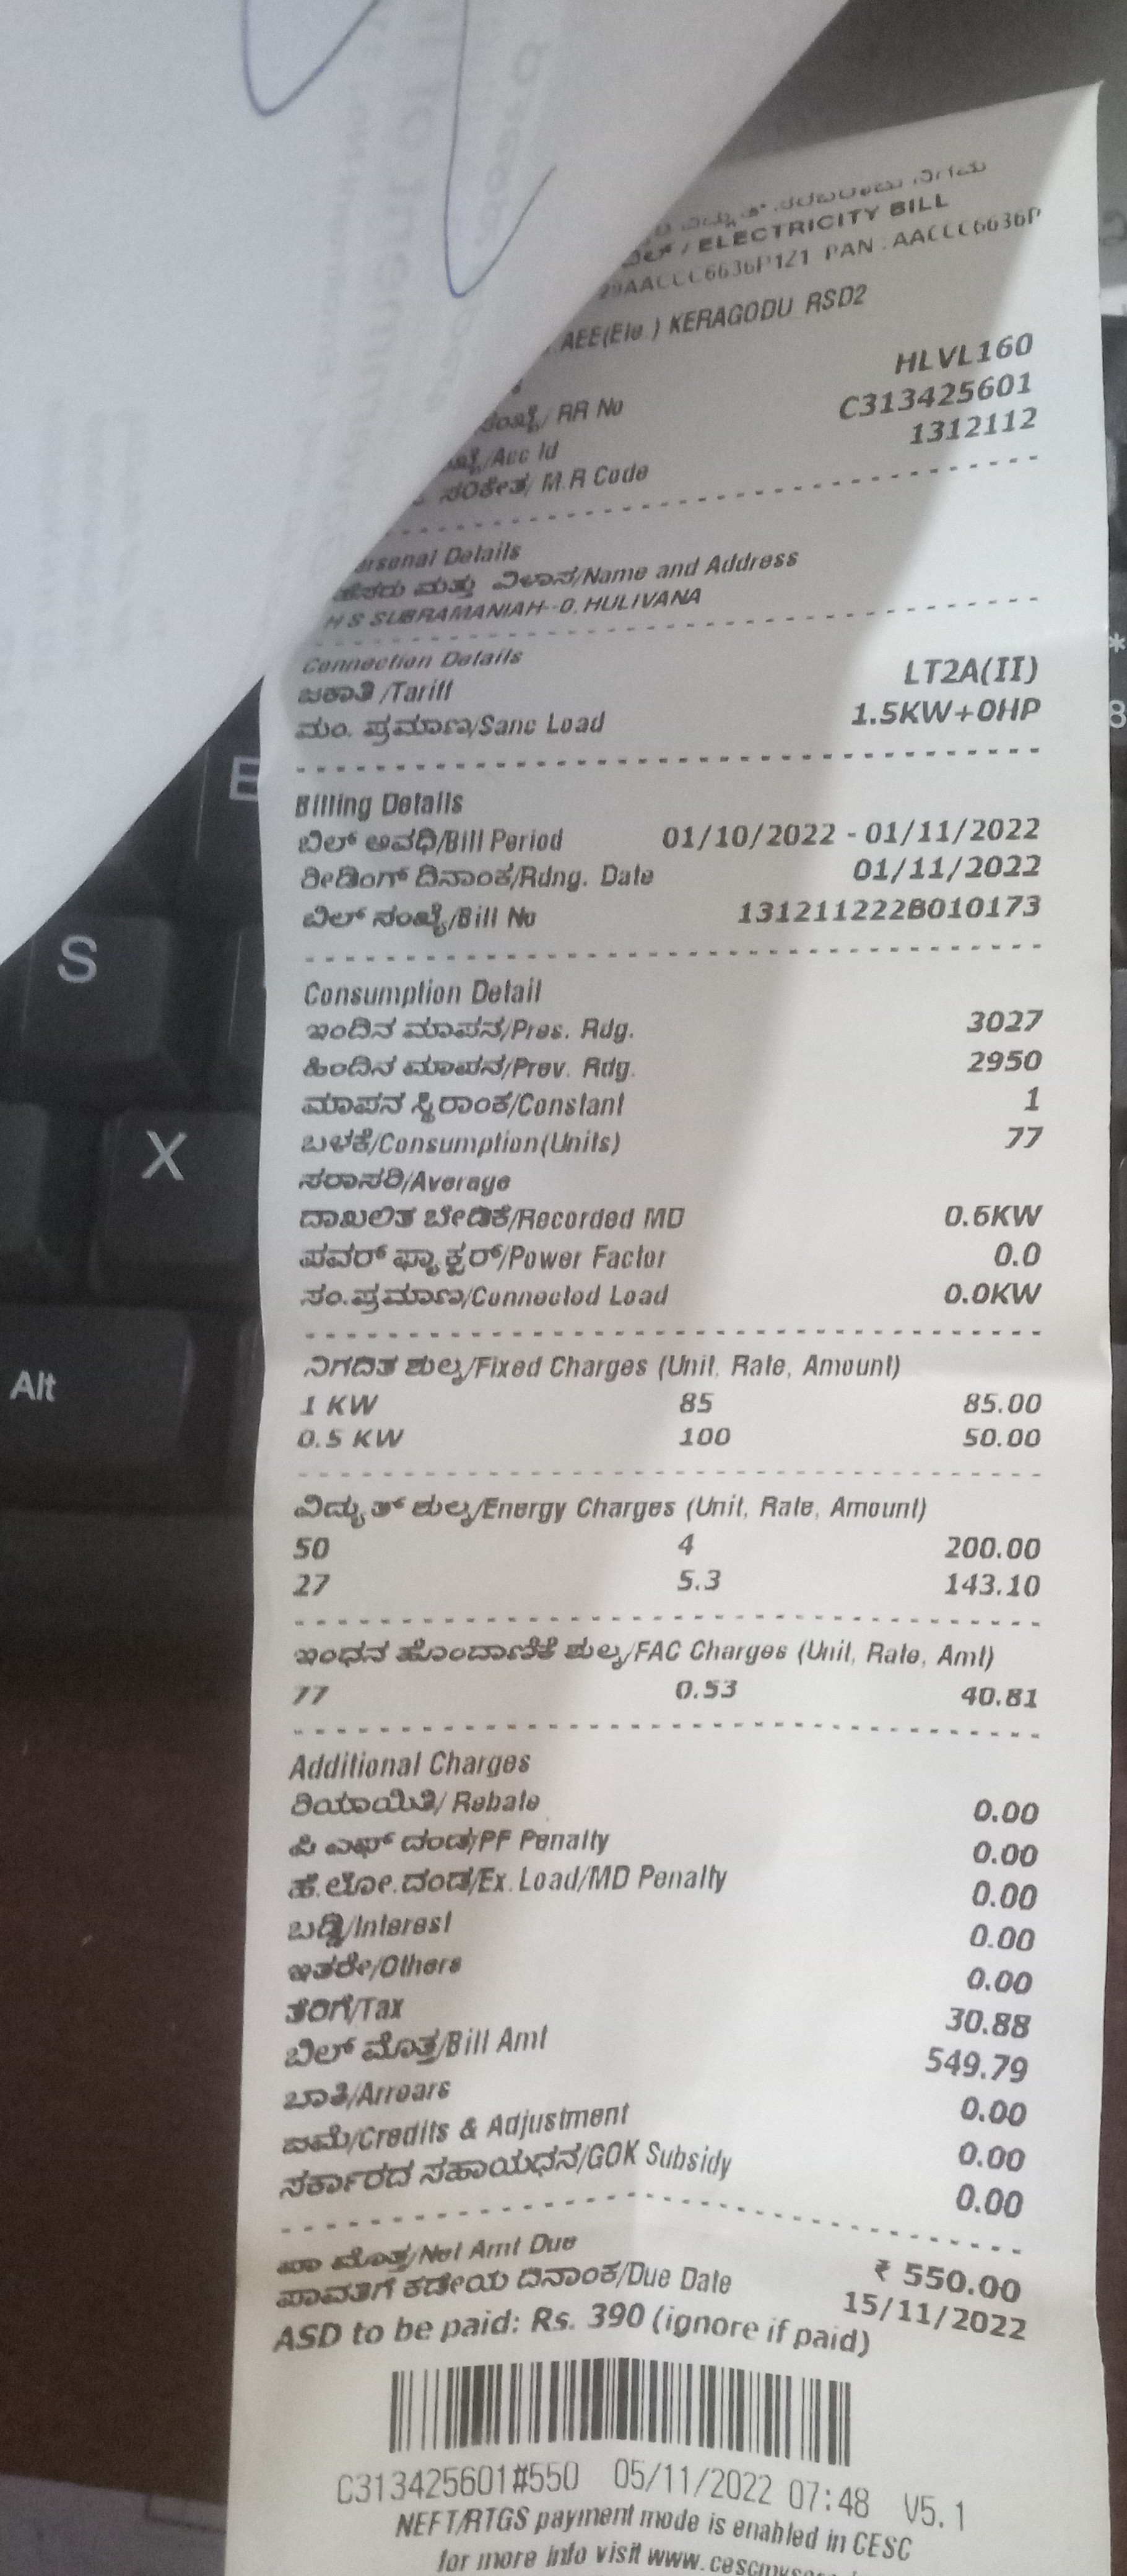 ವಿದ್ಯುತ್ ಸರಬರಾಜು ನಿಗಮ
ಬಿಲ್ / ELECTRICITY BILL
29AACCC6636P1Z1 PAN : AACCC6636P
AEE(Ele.) KERAGODU RSD2
HLVL160
ಸಂಖ್ಯೆ/ RR No C313425601
/Acc Id 1312112
ಸಂಕೇತ/ M.R Code
ersonal Details
ಹೆಸರು ಮತ್ತು ವಿಳಾಸ/Name and Address
H S SUBRAMANIAH--0, HULIVANA
Connection Details
ಜಕಾತಿ /Tariff LT2A(II)
ಮಂ. ಪ್ರಮಾಣ/Sanc Load 1.5KW+0HP
Billing Details
ಬಿಲ್ ಅವಧಿ/Bill Period 01/10/2022 - 01/11/2022
ರೀಡಿಂಗ್ ದಿನಾಂಕ/Rdng. Date 01/11/2022
ಬಿಲ್ ಸಂಖ್ಯೆ/Bill No
Consumption Detail
ಇಂದಿನ ಮಾಪನ/Pres. Rdg. 3027
ಹಿಂದಿನ ಮಾಪನ/Prev. Rdg. 2950
ಮಾಪನ ಸ್ಥಿರಾಂಕ/Constant 1
ಬಳಕೆ/Consumption(Units) 77
ಸರಾಸರಿ/Average
ದಾಖಲಿತ ಬೇಡಿಕೆ/Recorded MD 0.6KW
ಪವರ್ ಫ್ಯಾಕ್ಟರ್/Power Factor 0.0
ಸಂ.ಪ್ರಮಾಣ/Connected Load 0.0KW
ನಿಗದಿತ ಶುಲ್ಕ/Fixed Charges (Unit, Rate, Amount)
1 KW 85 85.00
0.5 KW 100 50.00
ವಿದ್ಯುತ್ ಶುಲ್ಕ/Energy Charges (Unit, Rate, Amount)
50 4 200.00
27 5.3 143.10
ಇಂಧನ ಹೊಂದಾಣಿಕೆ ಶುಲ್ಕ/FAC Charges (Unit, Rate, Amt)
77 0.53 40.81
Additional Charges
ರಿಯಾಯಿತಿ/ Rebate 0.00
ಪಿ ಎಫ್ ದಂಡ/PF Penalty 0.00
ಹೆ.ಲೋ.ದಂಡ/Ex. Load/MD Penalty 0.00
ಬಡ್ಡಿ/Interest 0.00
ಇತರೇ/Others 0.00
ತೆರಿಗೆ/Tax 30.88
ಬಿಲ್ ಮೊತ್ತ/Bill Amt 549.79
ಬಾಕಿ/Arrears 0.00
ಜಮೆ/Credits & Adjustment 0.00
ಸರ್ಕಾರದ ಸಹಾಯಧನ/GOK Subsidy 0.00
ಪಾ ಮೊತ್ತ/Net Amt Due ₹ 550.00
ಪಾವತಿಗೆ ಕಡೇಯ ದಿನಾಂಕ/Due Date 15/11/2022
ASD to be paid: Rs. 390 (ignore if paid)
C313425601#550 05/11/2022 07:48 V5.1
NEFT/RTGS payment mode is enabled in CESC
for more info visit
S
X
Alt
E
*
8